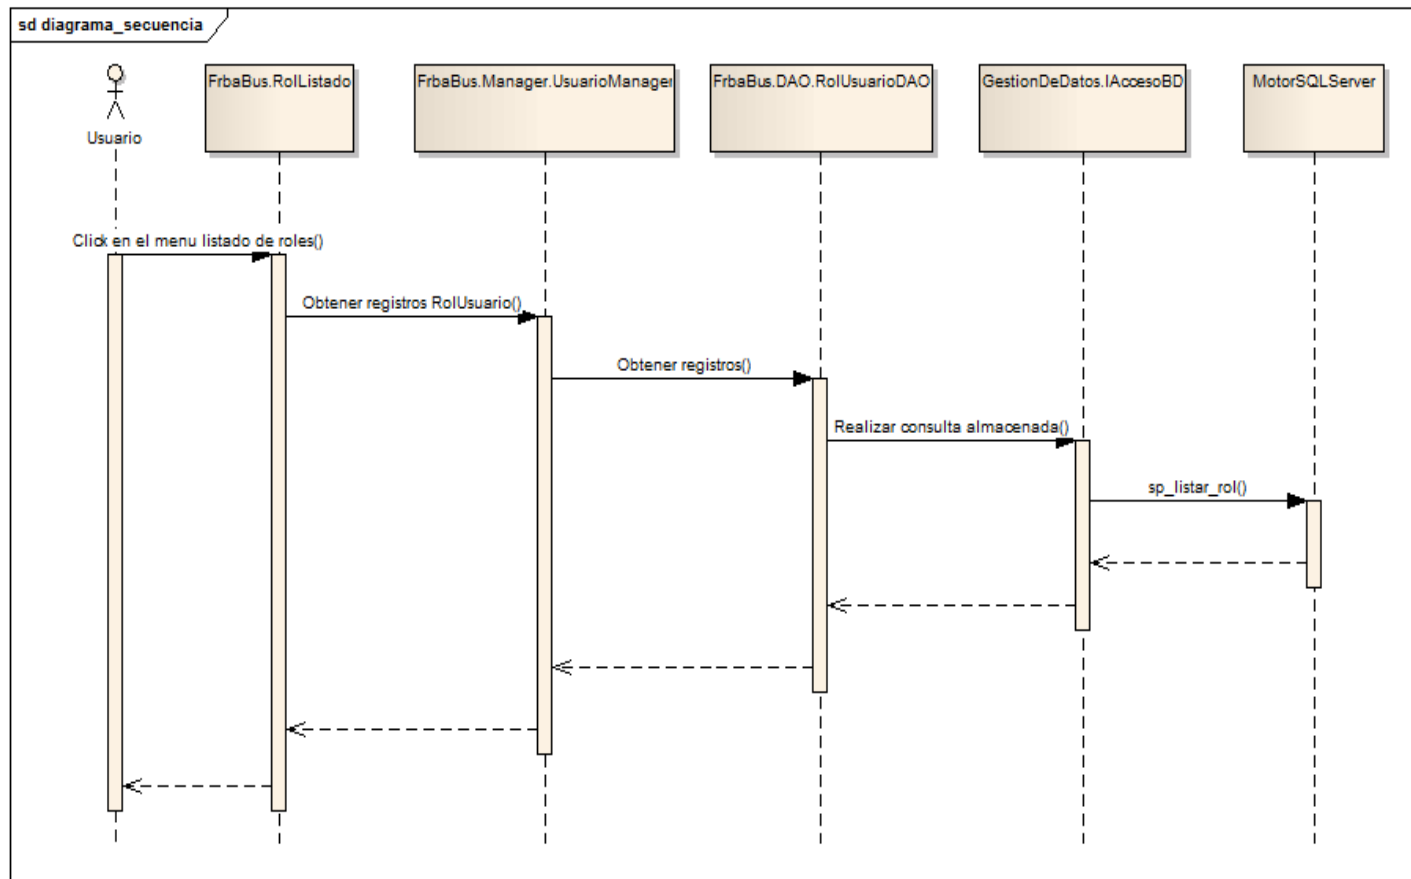 sd diagrama_secuencia
Usuario
FrbaBus.RolListado
FrbaBus.Manager.UsuarioManager
FrbaBus.DAO.RolUsuarioDAO
GestionDeDatos.IAccesoBD
MotorSQLServer
Click en el menu listado de roles()
Obtener registros RolUsuario()
Obtener registros()
Realizar consulta almacenada()
sp_listar_rol()